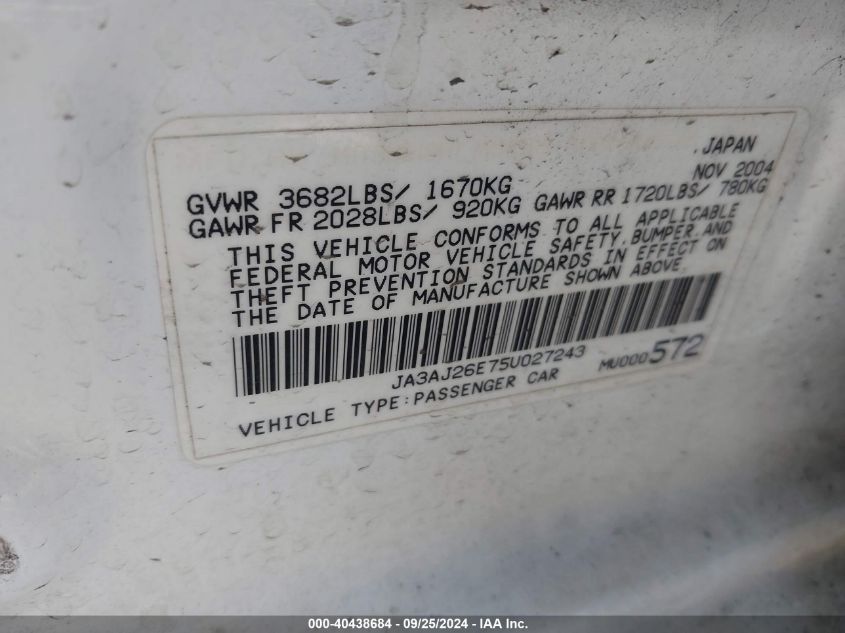 JAPAN
NOV 2004
GVWR 3682LBS/ 1670KG
GAWR FR 2028LBS/ 920KG GAWR RR 1720LBS/ 780KG
THIS VEHICLE CONFORMS TO ALL APPLICABLE
FEDERAL MOTOR VEHICLE SAFETY, BUMPER, AND
THEFT PREVENTION STANDARDS IN EFFECT ON
THE DATE OF MANUFACTURE SHOWN ABOVE.
JA3AJ26E75U027243 MU000572
VEHICLE TYPE:PASSENGER CAR
000-40438684 - 09/25/2024 - IAA Inc.